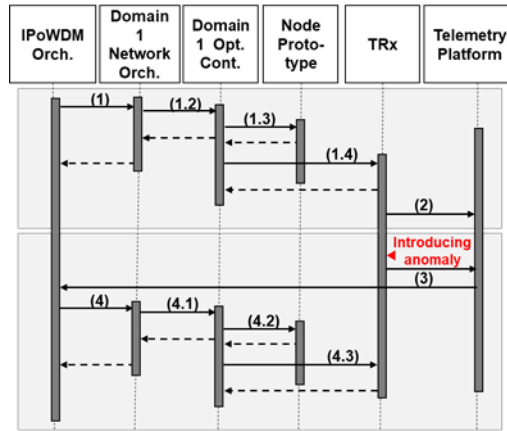 IPoWDM
Orch.
Domain
1
Network
Orch.
Domain
1 Opt.
Cont.
Node
Proto-
type
TRx
Telemetry
Platform
(1)
(1.2)
(1.3)
(1.4)
(2)
Introducing
anomaly
(3)
(4)
(4.1)
(4.2)
(4.3)